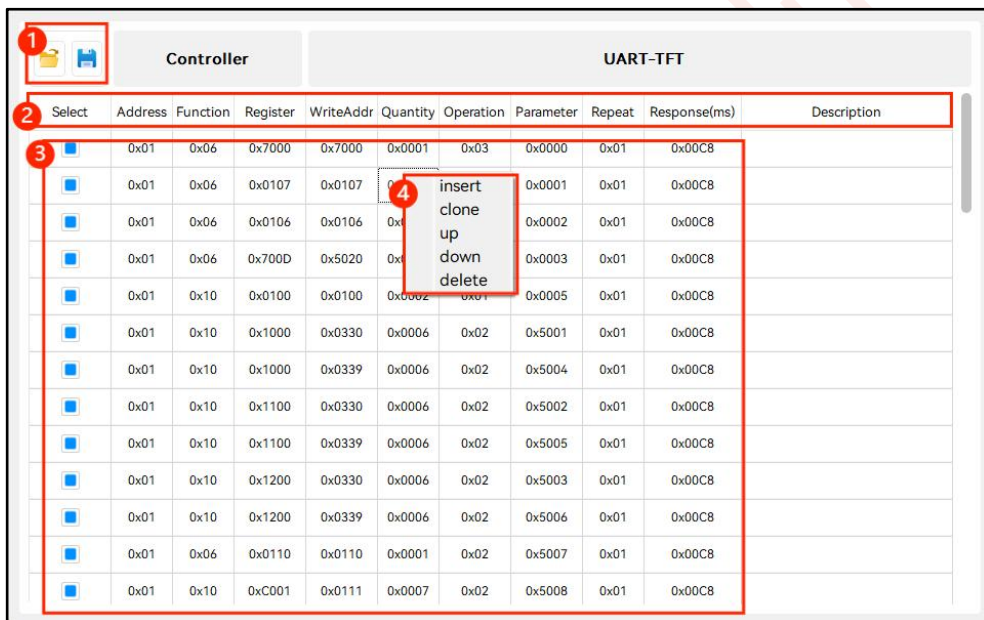 1 Controller UART-TFT
2 Select Address Function Register WriteAddr Quantity Operation Parameter Repeat Response(ms) Description
3 0x01 0x06 0x7000 0x7000 0x0001 0x03 0x0000 0x01 0x00C8
0x01 0x06 0x0107 0x0107 0x0001 0x01 0x00C8
4 insert
clone
up
down
delete
0x01 0x06 0x0106 0x0106 0x0002 0x01 0x00C8
0x01 0x06 0x700D 0x5020 0x0003 0x01 0x00C8
0x01 0x10 0x0100 0x0100 0x0002 0x01 0x0005 0x01 0x00C8
0x01 0x10 0x1000 0x0330 0x0006 0x02 0x5001 0x01 0x00C8
0x01 0x10 0x1000 0x0339 0x0006 0x02 0x5004 0x01 0x00C8
0x01 0x10 0x1100 0x0330 0x0006 0x02 0x5002 0x01 0x00C8
0x01 0x10 0x1100 0x0339 0x0006 0x02 0x5005 0x01 0x00C8
0x01 0x10 0x1200 0x0330 0x0006 0x02 0x5003 0x01 0x00C8
0x01 0x10 0x1200 0x0339 0x0006 0x02 0x5006 0x01 0x00C8
0x01 0x06 0x0110 0x0110 0x0001 0x02 0x5007 0x01 0x00C8
0x01 0x10 0xC001 0x0111 0x0007 0x02 0x5008 0x01 0x00C8